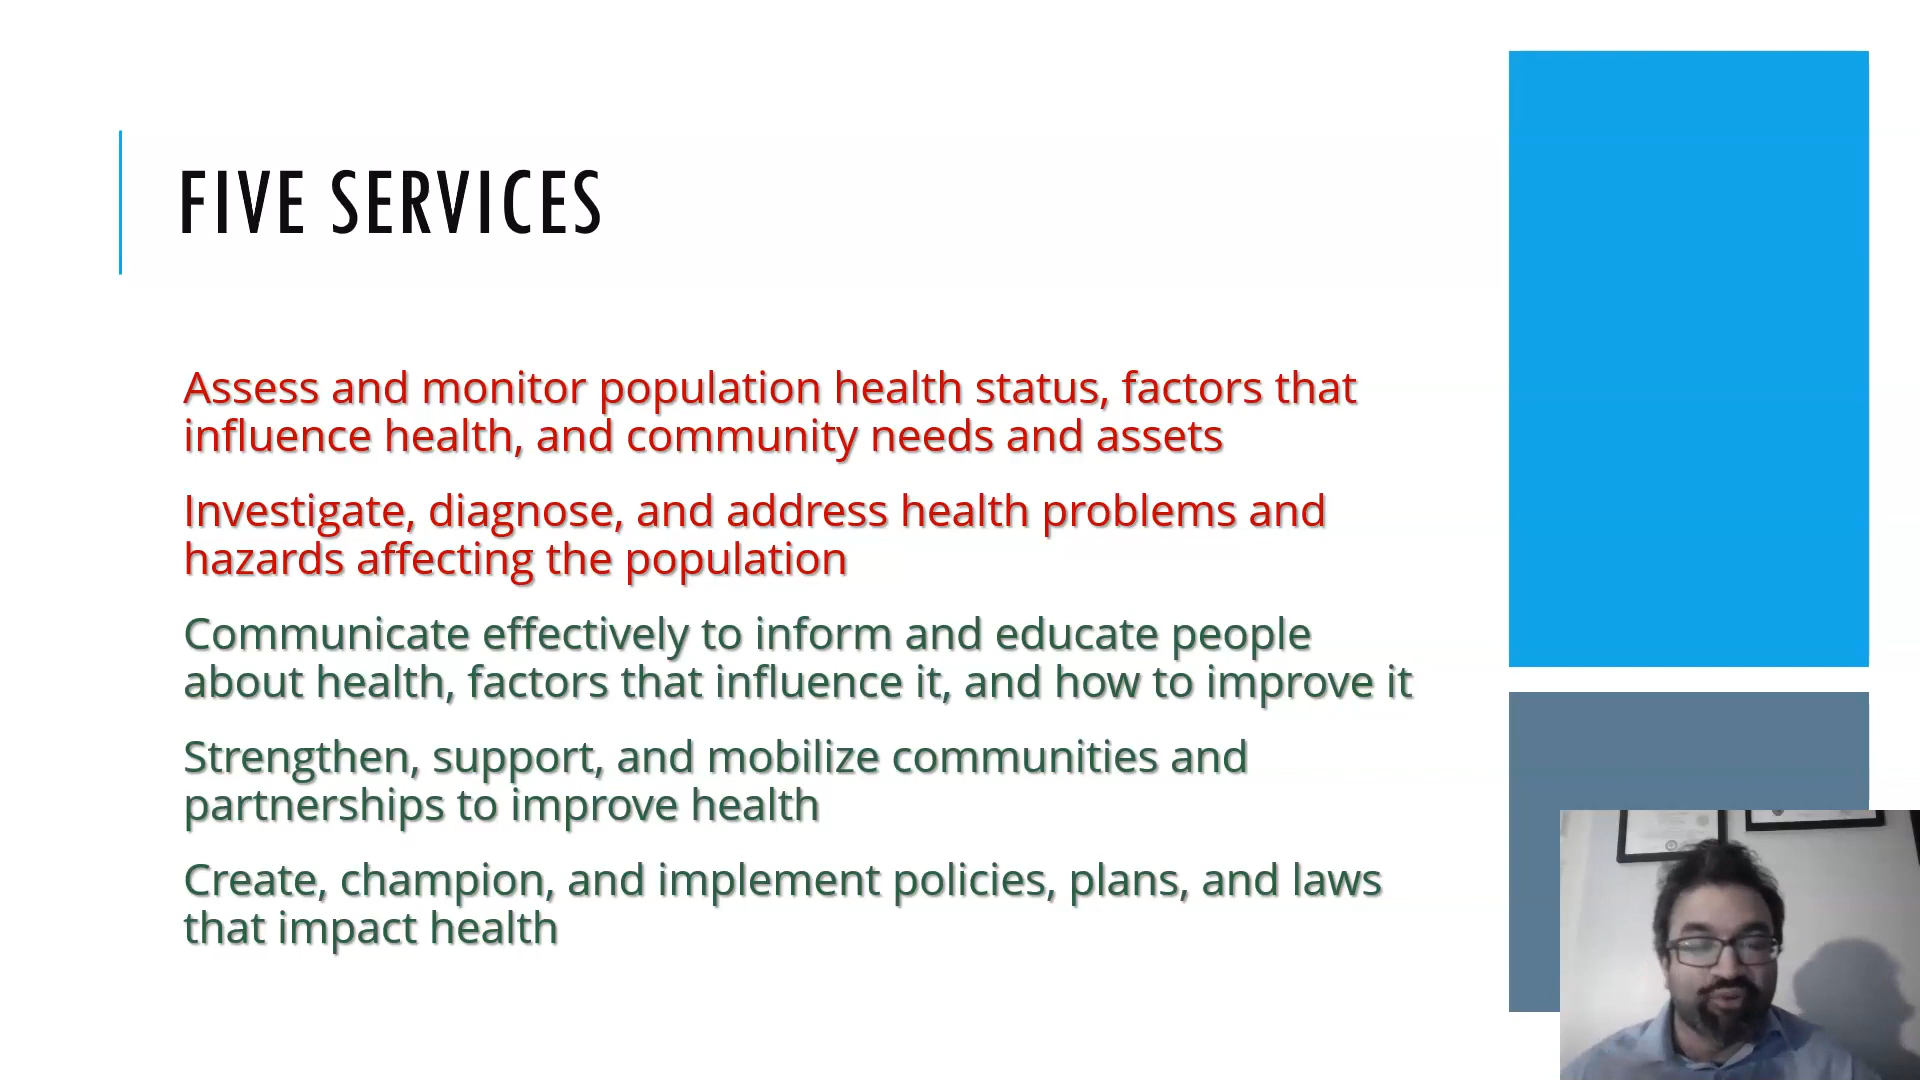 FIVE SERVICES
Assess and monitor population health status, factors that
influence health, and community needs and assets
Investigate, diagnose, and address health problems and
hazards affecting the population
Communicate effectively to inform and educate people
about health, factors that influence it, and how to improve it
Strengthen, support, and mobilize communities and
partnerships to improve health
Create, champion, and implement policies, plans, and laws
that impact health